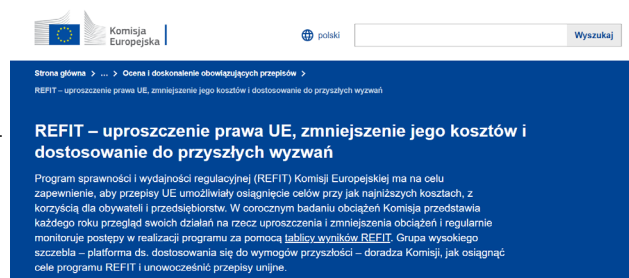 Komisja
Europejska
polski
Wyszukaj
Strona główna > ... > Ocena i doskonalenie obowiązujących przepisów >
REFIT – uproszczenie prawa UE, zmniejszenie jego kosztów i dostosowanie do przyszłych wyzwań
REFIT – uproszczenie prawa UE, zmniejszenie jego kosztów i
dostosowanie do przyszłych wyzwań
Program sprawności i wydajności regulacyjnej (REFIT) Komisji Europejskiej ma na celu
zapewnienie, aby przepisy UE umożliwiały osiągnięcie celów przy jak najniższych kosztach, z
korzyścią dla obywateli i przedsiębiorstw. W corocznym badaniu obciążeń Komisja przedstawia
każdego roku przegląd swoich działań na rzecz uproszczenia i zmniejszenia obciążeń i regularnie
monitoruje postępy w realizacji programu za pomocą tablicy wyników REFIT. Grupa wysokiego
szczebla – platforma ds. dostosowania się do wymogów przyszłości – doradza Komisji, jak osiągnąć
cele programu REFIT i unowocześnić przepisy unijne.